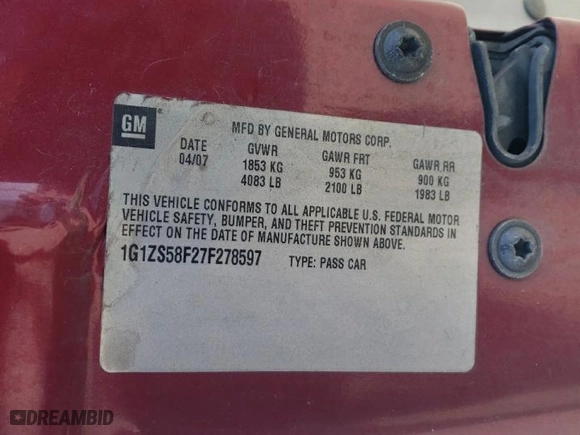 GM
MFD BY GENERAL MOTORS CORP.
DATE GVWR GAWR FRT GAWR RR
04/07 1853 KG 953 KG 900 KG
4083 LB 2100 LB 1983 LB
THIS VEHICLE CONFORMS TO ALL APPLICABLE U.S. FEDERAL MOTOR
VEHICLE SAFETY, BUMPER, AND THEFT PREVENTION STANDARDS IN
EFFECT ON THE DATE OF MANUFACTURE SHOWN ABOVE.
1G1ZS58F27F278597 TYPE: PASS CAR
DREAMBID